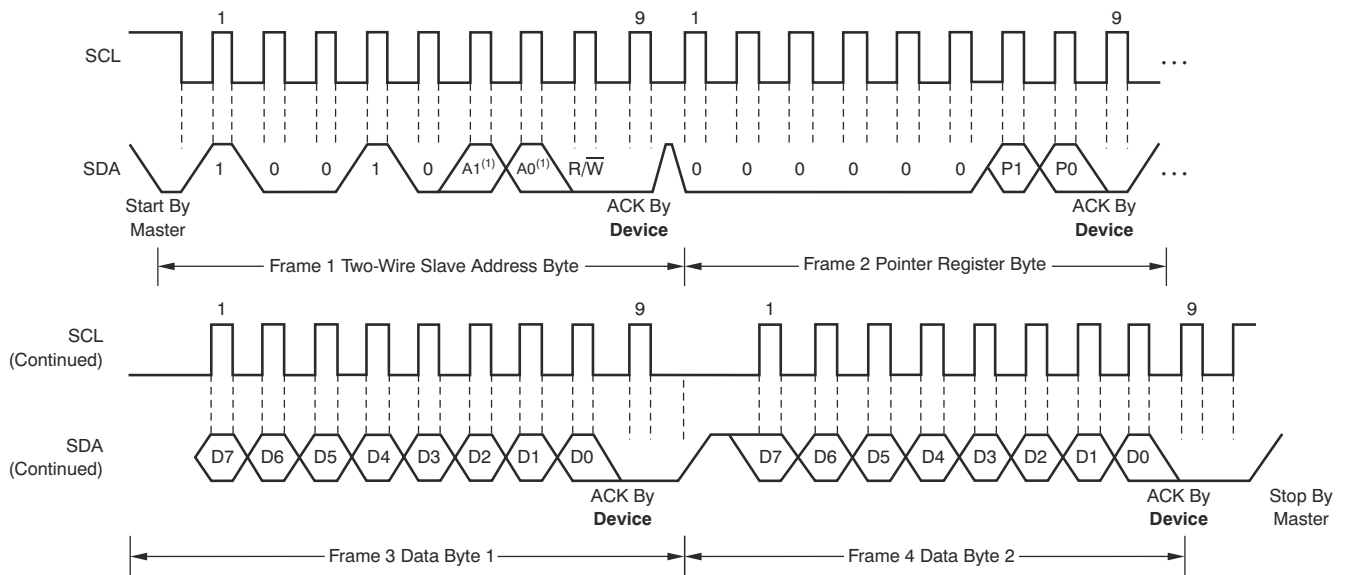 1 9 1 9
SCL ...
SDA 1 0 0 1 0 A1(1) A0(1) R/W̅ 0 0 0 0 0 0 P1 P0 ...
Start By Master
ACK By Device
ACK By Device
Frame 1 Two-Wire Slave Address Byte
Frame 2 Pointer Register Byte
1 9 1 9
SCL (Continued)
SDA (Continued)
D7 D6 D5 D4 D3 D2 D1 D0 D7 D6 D5 D4 D3 D2 D1 D0
ACK By Device
ACK By Device
Stop By Master
Frame 3 Data Byte 1
Frame 4 Data Byte 2